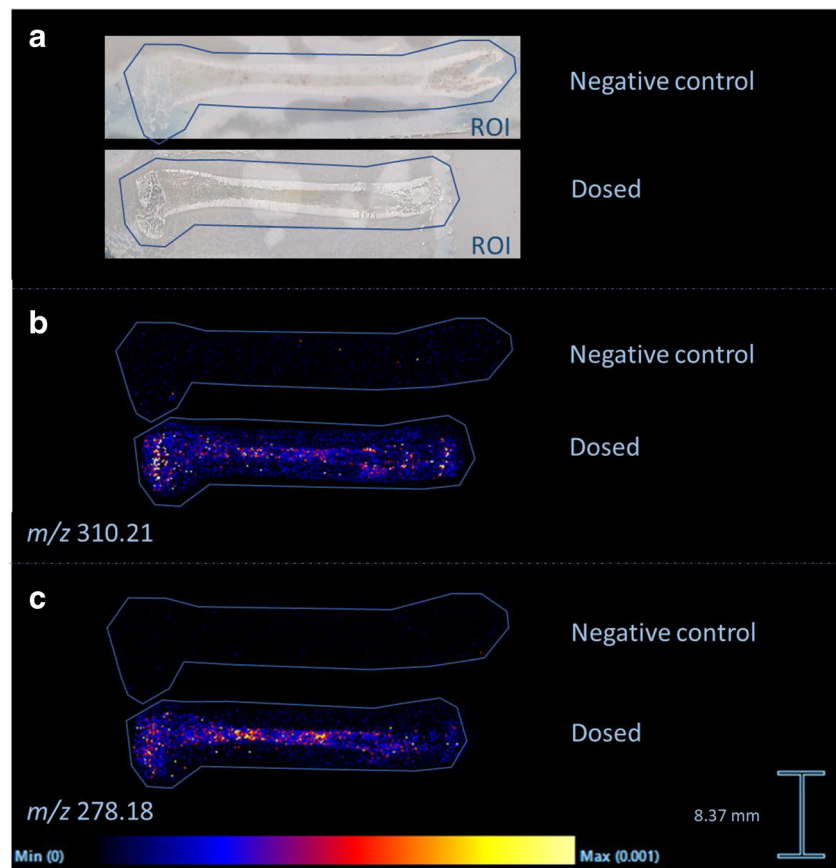 a
Negative control
ROI
Dosed
ROI
b
Negative control
Dosed
m/z 310.21
c
Negative control
Dosed
m/z 278.18
8.37 mm
Min (0)
Max (0.001)